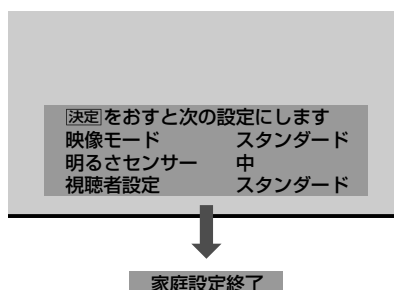 決定をおすと次の設定にします
映像モード スタンダード
明るさセンサー 中
視聴者設定 スタンダード
家庭設定終了